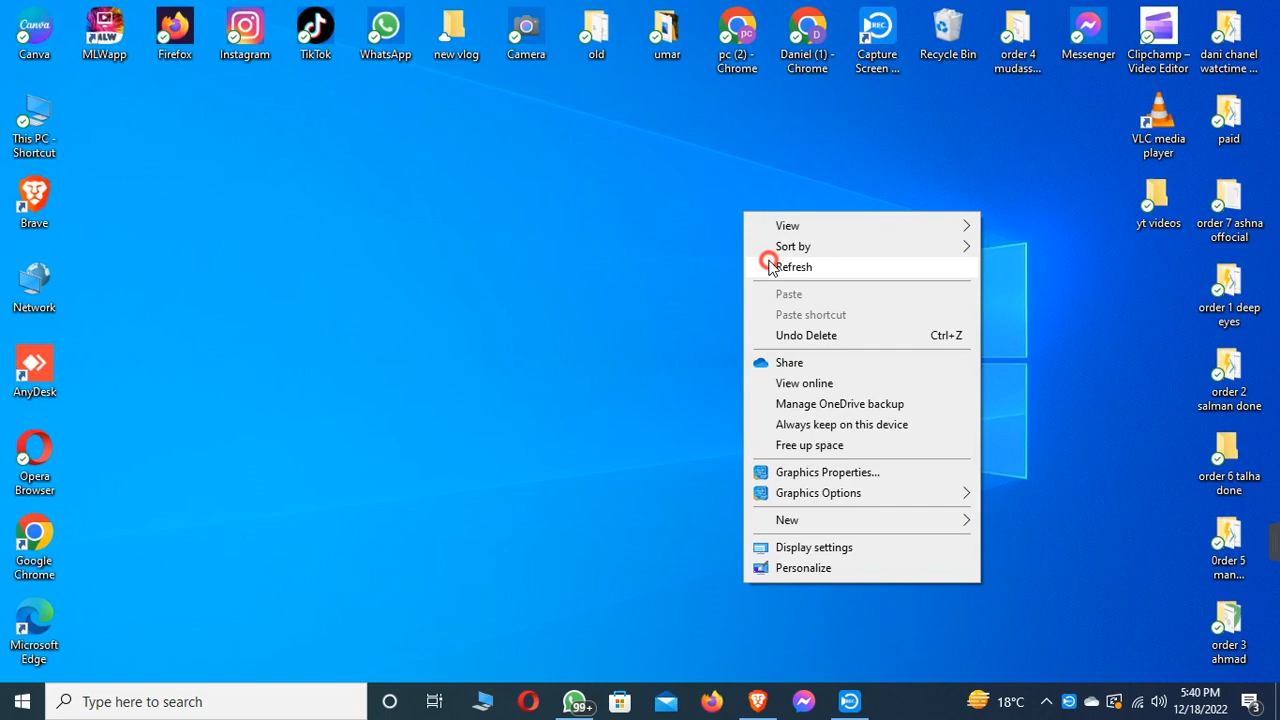 Canva
MLWapp
Firefox
Instagram
TikTok
WhatsApp
new vlog
Camera
old
umar
pc (2) -
Chrome
Daniel (1) -
Chrome
Capture
Screen ...
Recycle Bin
order 4
mudass...
Messenger
Clipchamp –
Video Editor
dani chanel
watctime ...
This PC -
Shortcut
VLC media
player
paid
Brave
yt videos
order 7 ashna
offocial
Network
order 1 deep
eyes
AnyDesk
order 2
salman done
Opera
Browser
order 6 talha
done
Google
Chrome
0rder 5
man...
Microsoft
Edge
order 3
ahmad
View
Sort by
Refresh
Paste
Paste shortcut
Undo Delete Ctrl+Z
Share
View online
Manage OneDrive backup
Always keep on this device
Free up space
Graphics Properties...
Graphics Options
New
Display settings
Personalize
Type here to search
99+
18°C
5:40 PM
12/18/2022
3